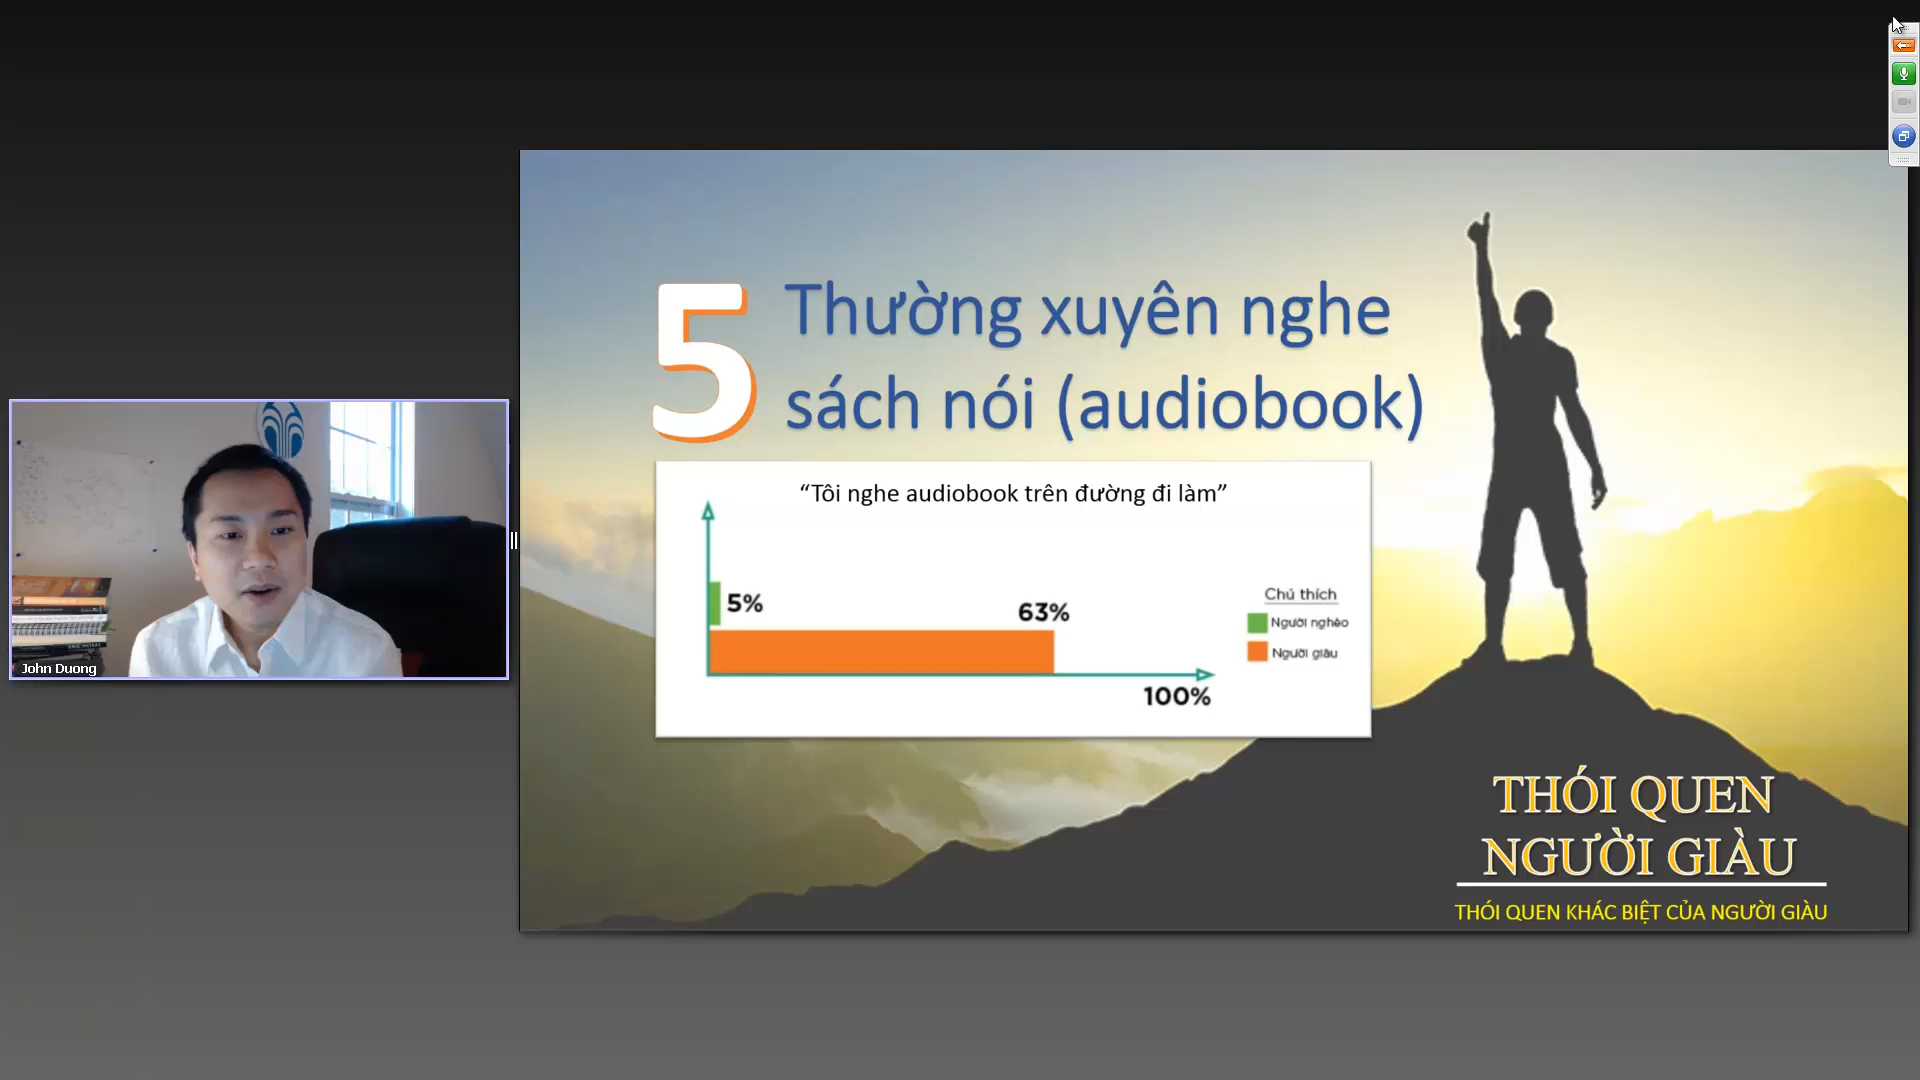 John Duong
5
Thường xuyên nghe
sách nói (audiobook)
“Tôi nghe audiobook trên đường đi làm”
5%
63%
100%
Chú thích
Người nghèo
Người giàu
THÓI QUEN
NGƯỜI GIÀU
THÓI QUEN KHÁC BIỆT CỦA NGƯỜI GIÀU